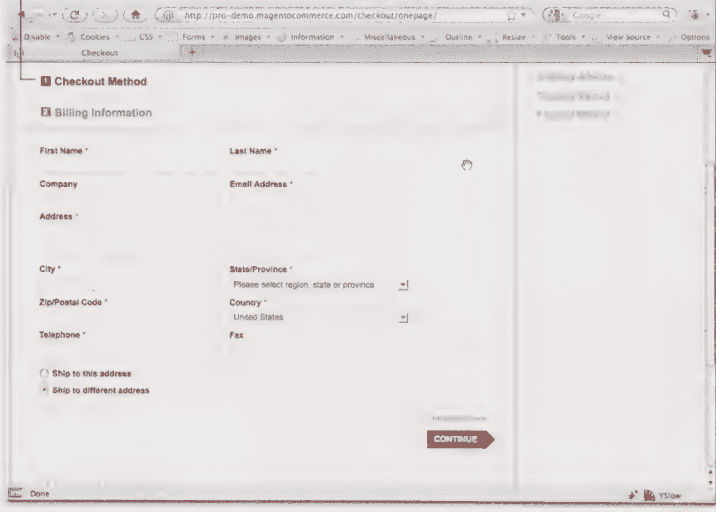 http://pro-demo.magentocommerce.com/checkout/onepage/ Google
Disable Cookies CSS Forms Images Information Miscellaneous Outline Resize Tools View Source Options
Checkout +
1 Checkout Method
2 Billing Information
First Name * Last Name *
Company Email Address *
Address *
City * State/Province *
Please select region, state or province
Zip/Postal Code * Country *
United States
Telephone * Fax
Ship to this address
Ship to different address
CONTINUE
Done YSlow